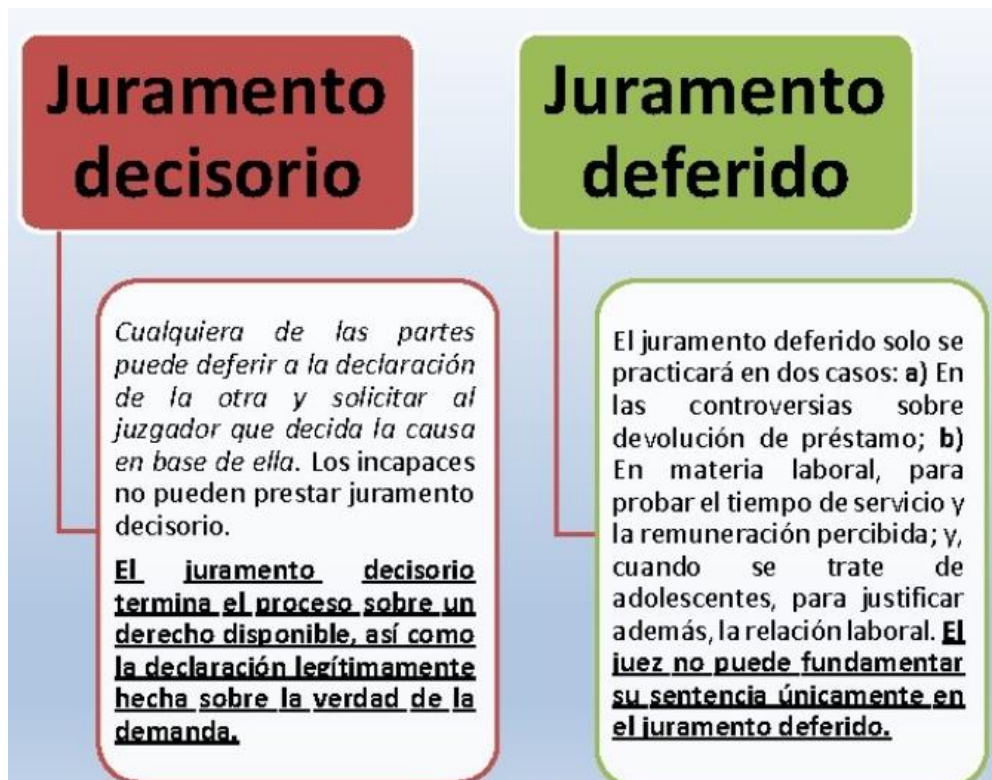 Juramento
decisorio
Cualquiera de las partes
puede deferir a la declaración
de la otra y solicitar al
juzgador que decida la causa
en base de ella. Los incapaces
no pueden prestar juramento
decisorio.
El juramento decisorio
termina el proceso sobre un
derecho disponible, así como
la declaración legítimamente
hecha sobre la verdad de la
demanda.
Juramento
deferido
El juramento deferido solo se
practicará en dos casos: a) En
las controversias sobre
devolución de préstamo; b)
En materia laboral, para
probar el tiempo de servicio y
la remuneración percibida; y,
cuando se trate de
adolescentes, para justificar
además, la relación laboral. El
juez no puede fundamentar
su sentencia únicamente en
el juramento deferido.